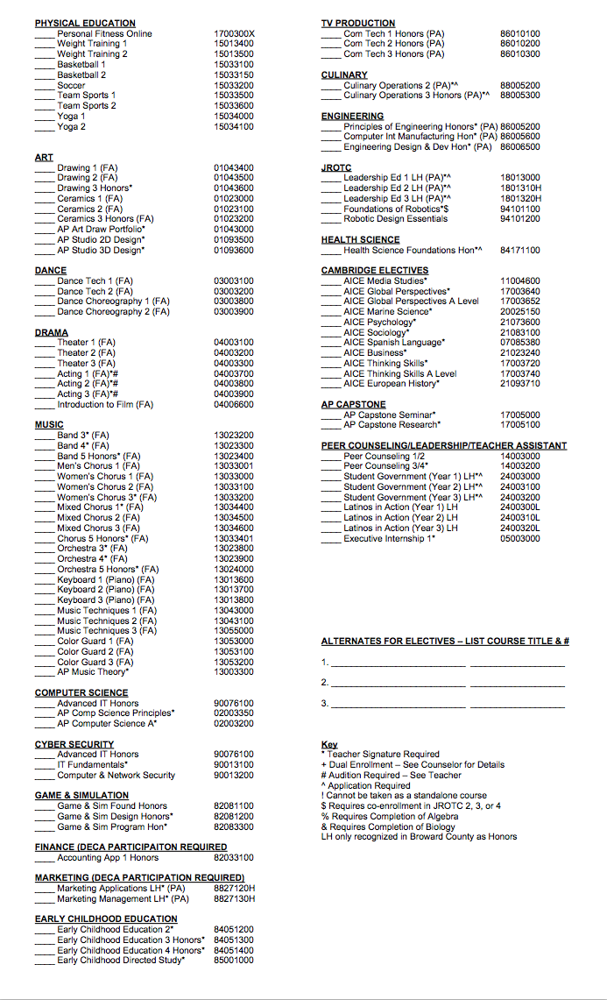 PHYSICAL EDUCATION
____ Personal Fitness Online 1700300X
____ Weight Training 1 15013400
____ Weight Training 2 15013500
____ Basketball 1 15033100
____ Basketball 2 15033150
____ Soccer 15033200
____ Team Sports 1 15033500
____ Team Sports 2 15033600
____ Yoga 1 15034000
____ Yoga 2 15034100
ART
____ Drawing 1 (FA) 01043400
____ Drawing 2 (FA) 01043500
____ Drawing 3 Honors* 01043600
____ Ceramics 1 (FA) 01023000
____ Ceramics 2 (FA) 01023100
____ Ceramics 3 Honors (FA) 01023200
____ AP Art Draw Portfolio* 01043000
____ AP Studio 2D Design* 01093500
____ AP Studio 3D Design* 01093600
DANCE
____ Dance Tech 1 (FA) 03003100
____ Dance Tech 2 (FA) 03003200
____ Dance Choreography 1 (FA) 03003800
____ Dance Choreography 2 (FA) 03003900
DRAMA
____ Theater 1 (FA) 04003100
____ Theater 2 (FA) 04003200
____ Theater 3 (FA) 04003300
____ Acting 1 (FA)*# 04003700
____ Acting 2 (FA)*# 04003800
____ Acting 3 (FA)*# 04003900
____ Introduction to Film (FA) 04006600
MUSIC
____ Band 3* (FA) 13023200
____ Band 4* (FA) 13023300
____ Band 5 Honors* (FA) 13023400
____ Men's Chorus 1 (FA) 13033001
____ Women's Chorus 1 (FA) 13033000
____ Women's Chorus 2 (FA) 13033100
____ Women's Chorus 3* (FA) 13033200
____ Mixed Chorus 1* (FA) 13034400
____ Mixed Chorus 2 (FA) 13034500
____ Mixed Chorus 3 (FA) 13034600
____ Chorus 5 Honors* (FA) 13033401
____ Orchestra 3* (FA) 13023800
____ Orchestra 4* (FA) 13023900
____ Orchestra 5 Honors* (FA) 13024000
____ Keyboard 1 (Piano) (FA) 13013600
____ Keyboard 2 (Piano) (FA) 13013700
____ Keyboard 3 (Piano) (FA) 13013800
____ Music Techniques 1 (FA) 13043000
____ Music Techniques 2 (FA) 13043100
____ Music Techniques 3 (FA) 13055000
____ Color Guard 1 (FA) 13053000
____ Color Guard 2 (FA) 13053100
____ Color Guard 3 (FA) 13053200
____ AP Music Theory* 13003300
COMPUTER SCIENCE
____ Advanced IT Honors 90076100
____ AP Comp Science Principles* 02003350
____ AP Computer Science A* 02003200
CYBER SECURITY
____ Advanced IT Honors 90076100
____ IT Fundamentals* 90013100
____ Computer & Network Security 90013200
GAME & SIMULATION
____ Game & Sim Found Honors 82081100
____ Game & Sim Design Honors* 82081200
____ Game & Sim Program Hon* 82083300
FINANCE (DECA PARTICIPAITON REQUIRED
____ Accounting App 1 Honors 82033100
MARKETING (DECA PARTICIPATION REQUIRED)
____ Marketing Applications LH* (PA) 8827120H
____ Marketing Management LH* (PA) 8827130H
EARLY CHILDHOOD EDUCATION
____ Early Childhood Education 2* 84051200
____ Early Childhood Education 3 Honors* 84051300
____ Early Childhood Education 4 Honors* 84051400
____ Early Childhood Directed Study* 85001000
TV PRODUCTION
____ Com Tech 1 Honors (PA) 86010100
____ Com Tech 2 Honors (PA) 86010200
____ Com Tech 3 Honors (PA) 86010300
CULINARY
____ Culinary Operations 2 (PA)*^ 88005200
____ Culinary Operations 3 Honors (PA)*^ 88005300
ENGINEERING
____ Principles of Engineering Honors* (PA) 86005200
____ Computer Int Manufacturing Hon* (PA) 86005600
____ Engineering Design & Dev Hon* (PA) 86006500
JROTC
____ Leadership Ed 1 LH (PA)*^ 18013000
____ Leadership Ed 2 LH (PA)*^ 1801310H
____ Leadership Ed 3 LH (PA)*^ 1801320H
____ Foundations of Robotics*$ 94101100
____ Robotic Design Essentials 94101200
HEALTH SCIENCE
____ Health Science Foundations Hon*^ 84171100
CAMBRIDGE ELECTIVES
____ AICE Media Studies* 11004600
____ AICE Global Perspectives* 17003640
____ AICE Global Perspectives A Level 17003652
____ AICE Marine Science* 20025150
____ AICE Psychology* 21073600
____ AICE Sociology* 21083100
____ AICE Spanish Language* 07085380
____ AICE Business* 21023240
____ AICE Thinking Skills* 17003720
____ AICE Thinking Skills A Level 17003740
____ AICE European History* 21093710
AP CAPSTONE
____ AP Capstone Seminar* 17005000
____ AP Capstone Research* 17005100
PEER COUNSELING/LEADERSHIP/TEACHER ASSISTANT
____ Peer Counseling 1/2 14003000
____ Peer Counseling 3/4* 14003200
____ Student Government (Year 1) LH*^ 24003000
____ Student Government (Year 2) LH*^ 24003100
____ Student Government (Year 3) LH*^ 24003200
____ Latinos in Action (Year 1) LH 2400300L
____ Latinos in Action (Year 2) LH 2400310L
____ Latinos in Action (Year 3) LH 2400320L
____ Executive Internship 1* 05003000
ALTERNATES FOR ELECTIVES – LIST COURSE TITLE & #
1. ____________________________ ____________________
2. ____________________________ ____________________
3. ____________________________ ____________________
Key
* Teacher Signature Required
+ Dual Enrollment – See Counselor for Details
# Audition Required – See Teacher
^ Application Required
! Cannot be taken as a standalone course
$ Requires co-enrollment in JROTC 2, 3, or 4
% Requires Completion of Algebra
& Requires Completion of Biology
LH only recognized in Broward County as Honors